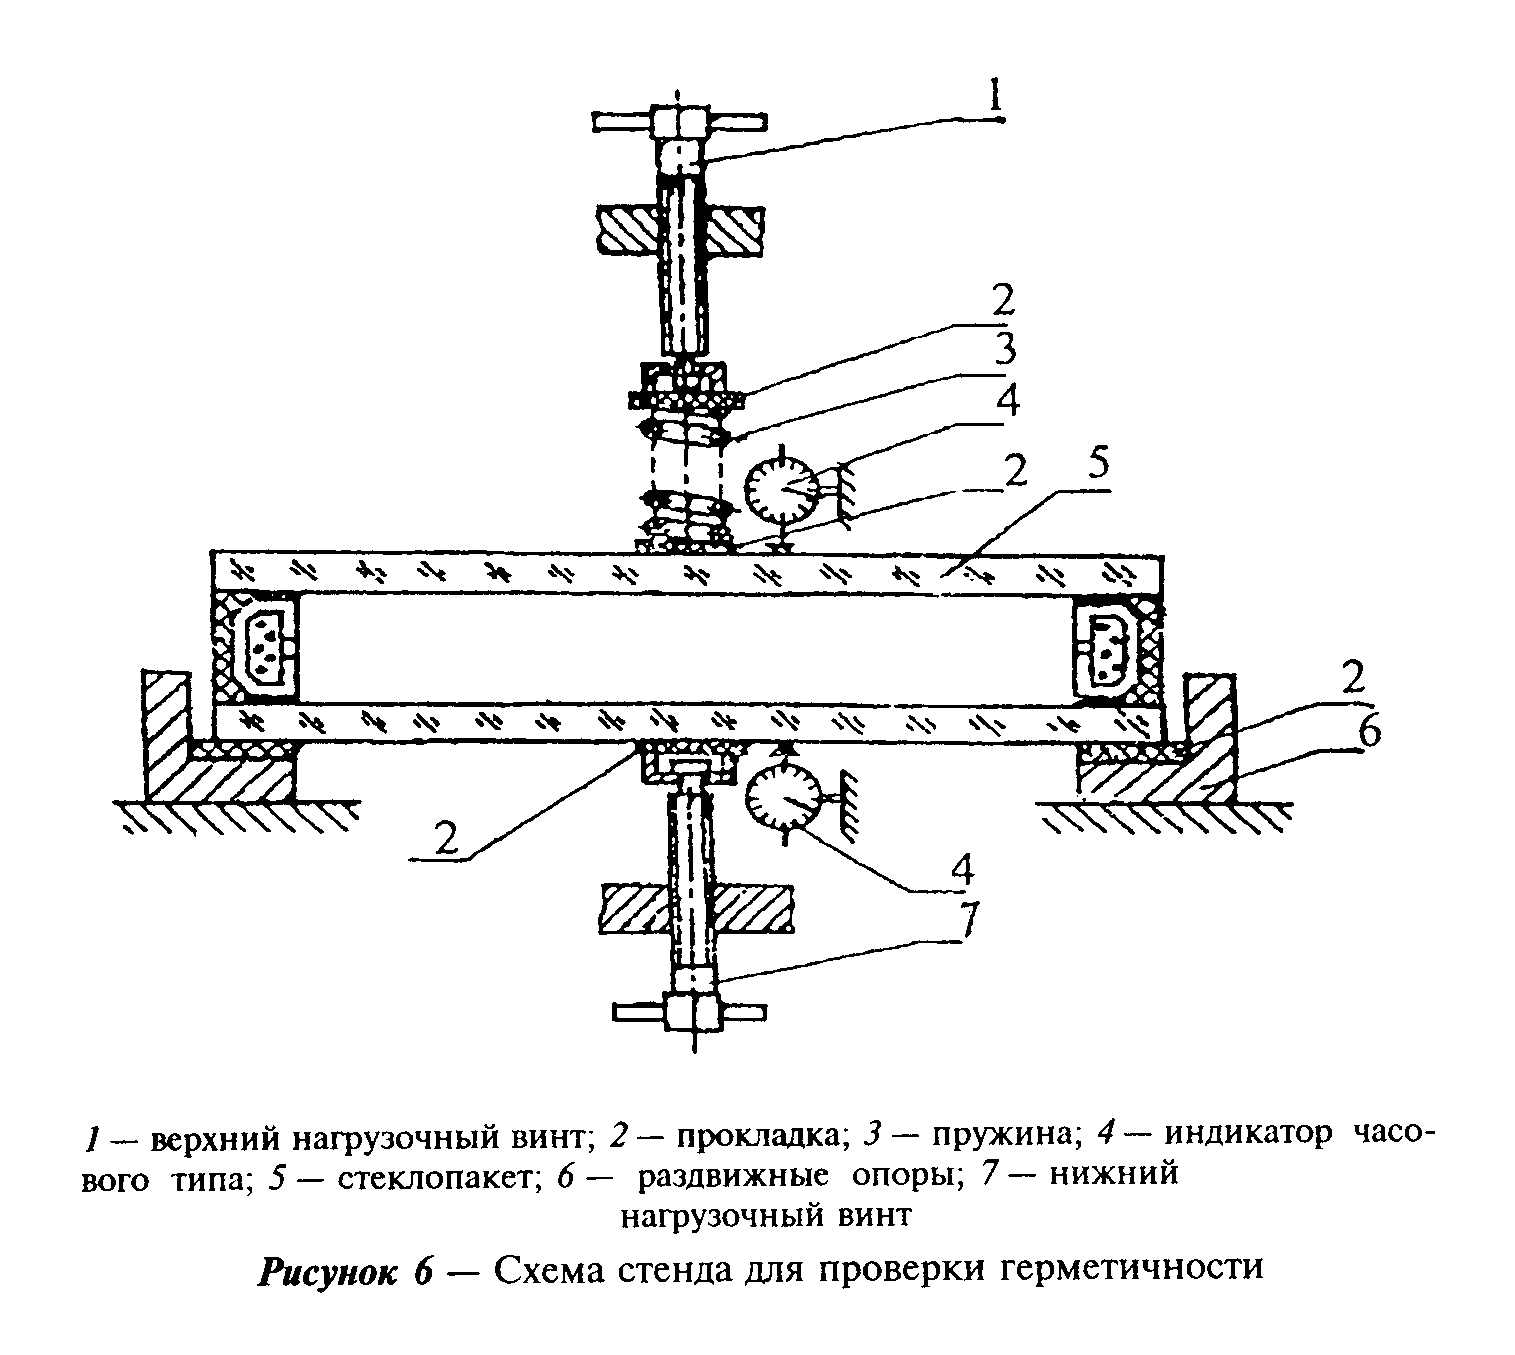 1
2
3
4
2
5
2
6
2
4
7
1 — верхний нагрузочный винт; 2 — прокладка; 3 — пружина; 4 — индикатор часо-
вого типа; 5 — стеклопакет; 6 — раздвижные опоры; 7 — нижний
нагрузочный винт
Рисунок 6 — Схема стенда для проверки герметичности